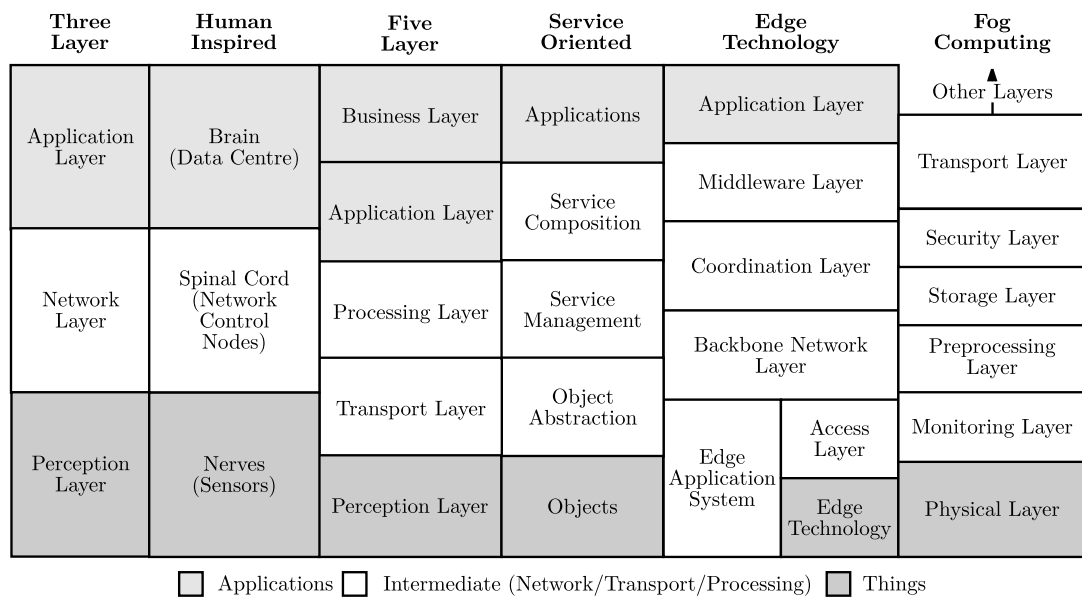 Three
Layer
Human
Inspired
Five
Layer
Service
Oriented
Edge
Technology
Fog
Computing
Application
Layer
Network
Layer
Perception
Layer
Brain
(Data Centre)
Spinal Cord
(Network
Control
Nodes)
Nerves
(Sensors)
Business Layer
Application Layer
Processing Layer
Transport Layer
Perception Layer
Applications
Service
Composition
Service
Management
Object
Abstraction
Objects
Application Layer
Middleware Layer
Coordination Layer
Backbone Network
Layer
Edge
Application
System
Access
Layer
Edge
Technology
Other Layers
Transport Layer
Security Layer
Storage Layer
Preprocessing
Layer
Monitoring Layer
Physical Layer
Applications
Intermediate (Network/Transport/Processing)
Things